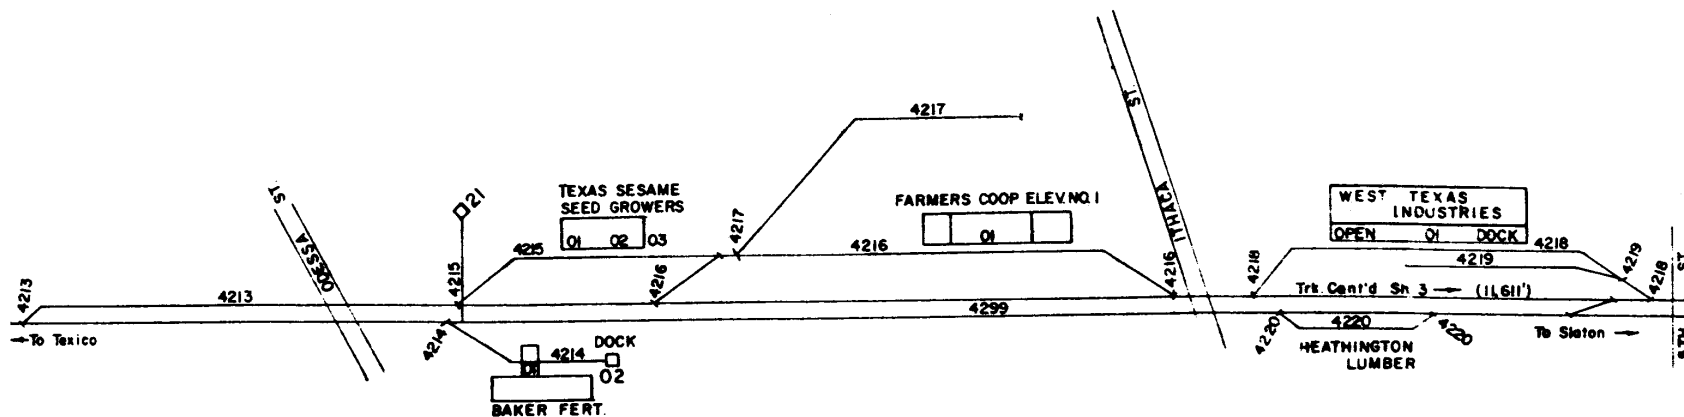 4217
ST.
21
TEXAS SESAME
SEED GROWERS
01 02 03
4217
FARMERS COOP ELEV. NO. 1
01
ITHACA
WEST TEXAS
INDUSTRIES
OPEN 01 DOCK
ST
ODESSA
4215
4215
4216
4216
4216
4218
4218
4219
4219
4218
ST.
4213
4213
4299
Trk. Cont'd Sh 3 → (11,611')
To Texico
4214
4214
DOCK
02
01
BAKER FERT.
4220
4220
4220
HEATHINGTON
LUMBER
To Slaton